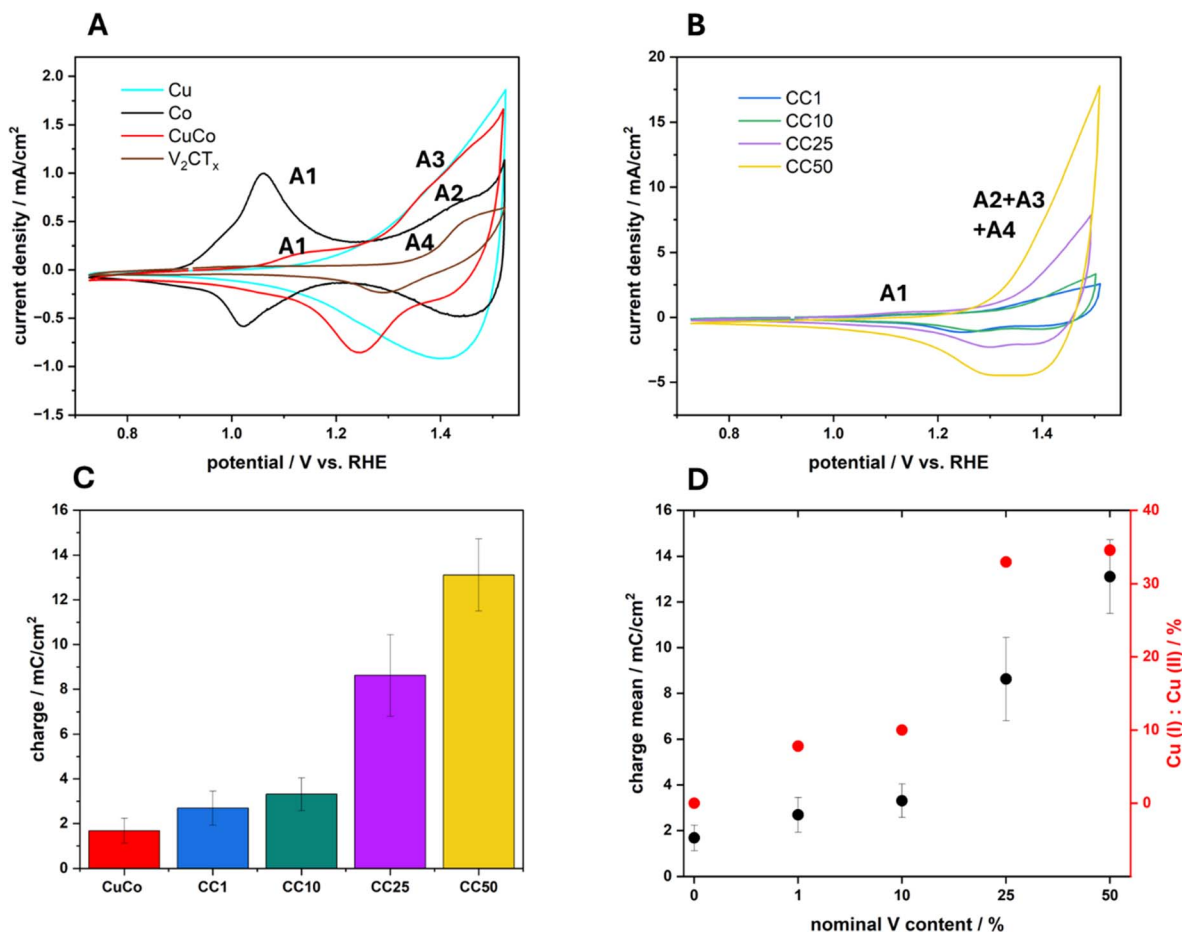 A
2.0
1.5
1.0
0.5
0.0
−0.5
−1.0
−1.5
current density / mA/cm²
Cu
Co
CuCo
V₂CTₓ
A1
A3
A2
A1
A4
0.8
1.0
1.2
1.4
potential / V vs. RHE
B
20
15
10
5
0
−5
current density / mA/cm²
CC1
CC10
CC25
CC50
A2+A3
+A4
A1
0.8
1.0
1.2
1.4
potential / V vs. RHE
C
16
14
12
10
8
6
4
2
0
charge / mC/cm²
CuCo
CC1
CC10
CC25
CC50
D
16
14
12
10
8
6
4
2
0
charge mean / mC/cm²
40
30
20
10
0
Cu (I) : Cu (II) / %
0
1
10
25
50
nominal V content / %